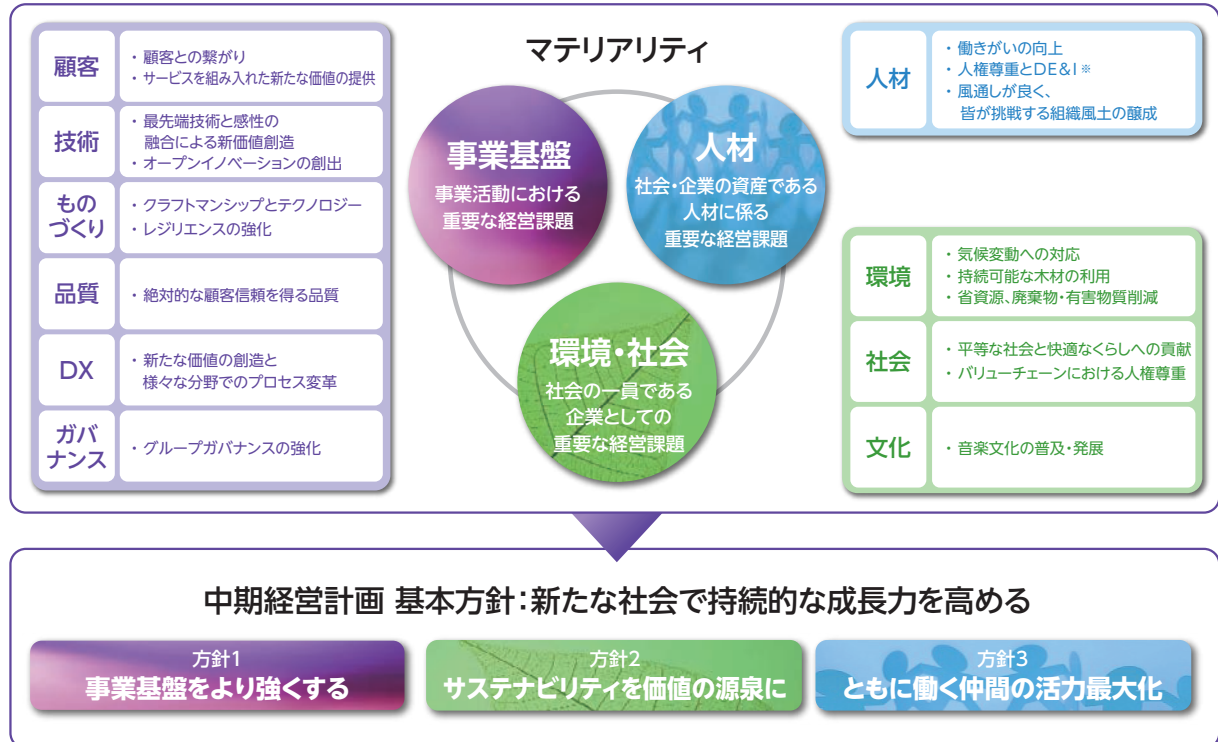 マテリアリティ
顧客
・顧客との繋がり
・サービスを組み入れた新たな価値の提供
技術
・最先端技術と感性の
融合による新価値創造
・オープンイノベーションの創出
もの
づくり
・クラフトマンシップとテクノロジー
・レジリエンスの強化
品質
・絶対的な顧客信頼を得る品質
DX
・新たな価値の創造と
様々な分野でのプロセス変革
ガバ
ナンス
・グループガバナンスの強化
事業基盤
事業活動における
重要な経営課題
人材
社会・企業の資産である
人材に係る
重要な経営課題
環境・社会
社会の一員である
企業としての
重要な経営課題
人材
・働きがいの向上
・人権尊重とDE&I※
・風通しが良く、
皆が挑戦する組織風土の醸成
環境
・気候変動への対応
・持続可能な木材の利用
・省資源、廃棄物・有害物質削減
社会
・平等な社会と快適なくらしへの貢献
・バリューチェーンにおける人権尊重
文化
・音楽文化の普及・発展
中期経営計画 基本方針：新たな社会で持続的な成長力を高める
方針1
事業基盤をより強くする
方針2
サステナビリティを価値の源泉に
方針3
ともに働く仲間の活力最大化